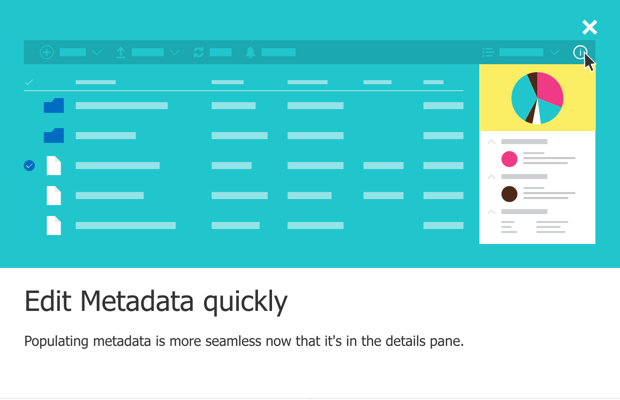 Edit Metadata quickly
Populating metadata is more seamless now that it's in the details pane.